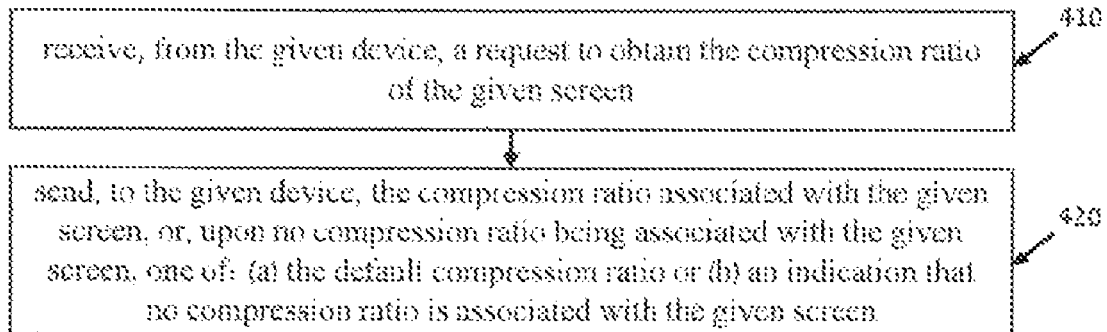 410
receive, from the given device, a request to obtain the compression ratio
of the given screen
send, to the given device, the compression ratio associated with the given
screen, or, upon no compression ratio being associated with the given
screen, one of: (a) the default compression ratio or (b) an indication that
no compression ratio is associated with the given screen
420